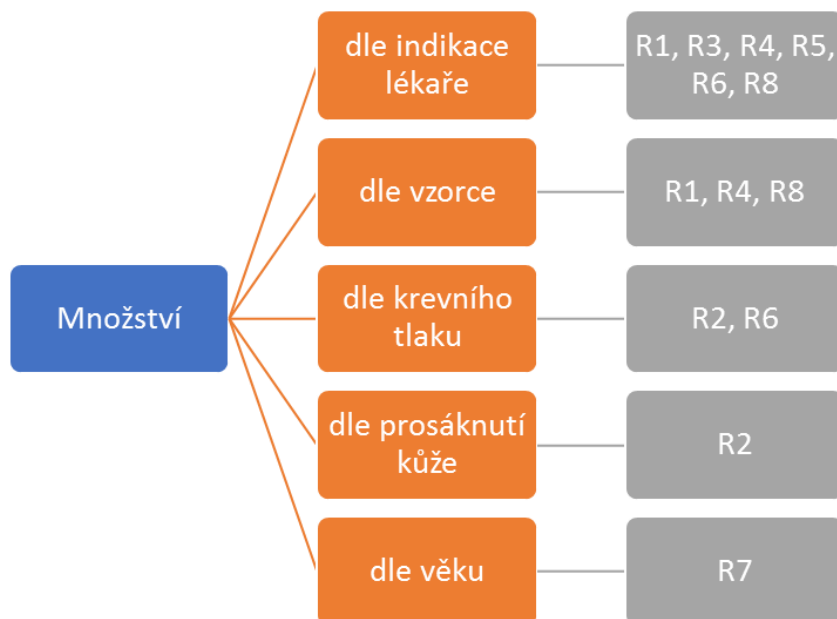 Množství
dle indikace
lékaře
R1, R3, R4, R5,
R6, R8
dle vzorce
R1, R4, R8
dle krevního
tlaku
R2, R6
dle prosáknutí
kůže
R2
dle věku
R7